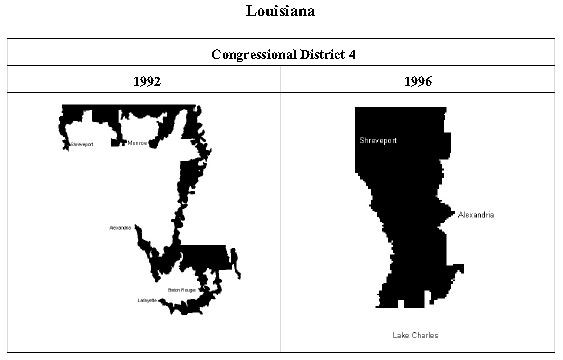 Louisiana
Congressional District 4
1992
1996
Shreveport
Monroe
Alexandria
Baton Rouge
Lafayette
Shreveport
Alexandria
Lake Charles